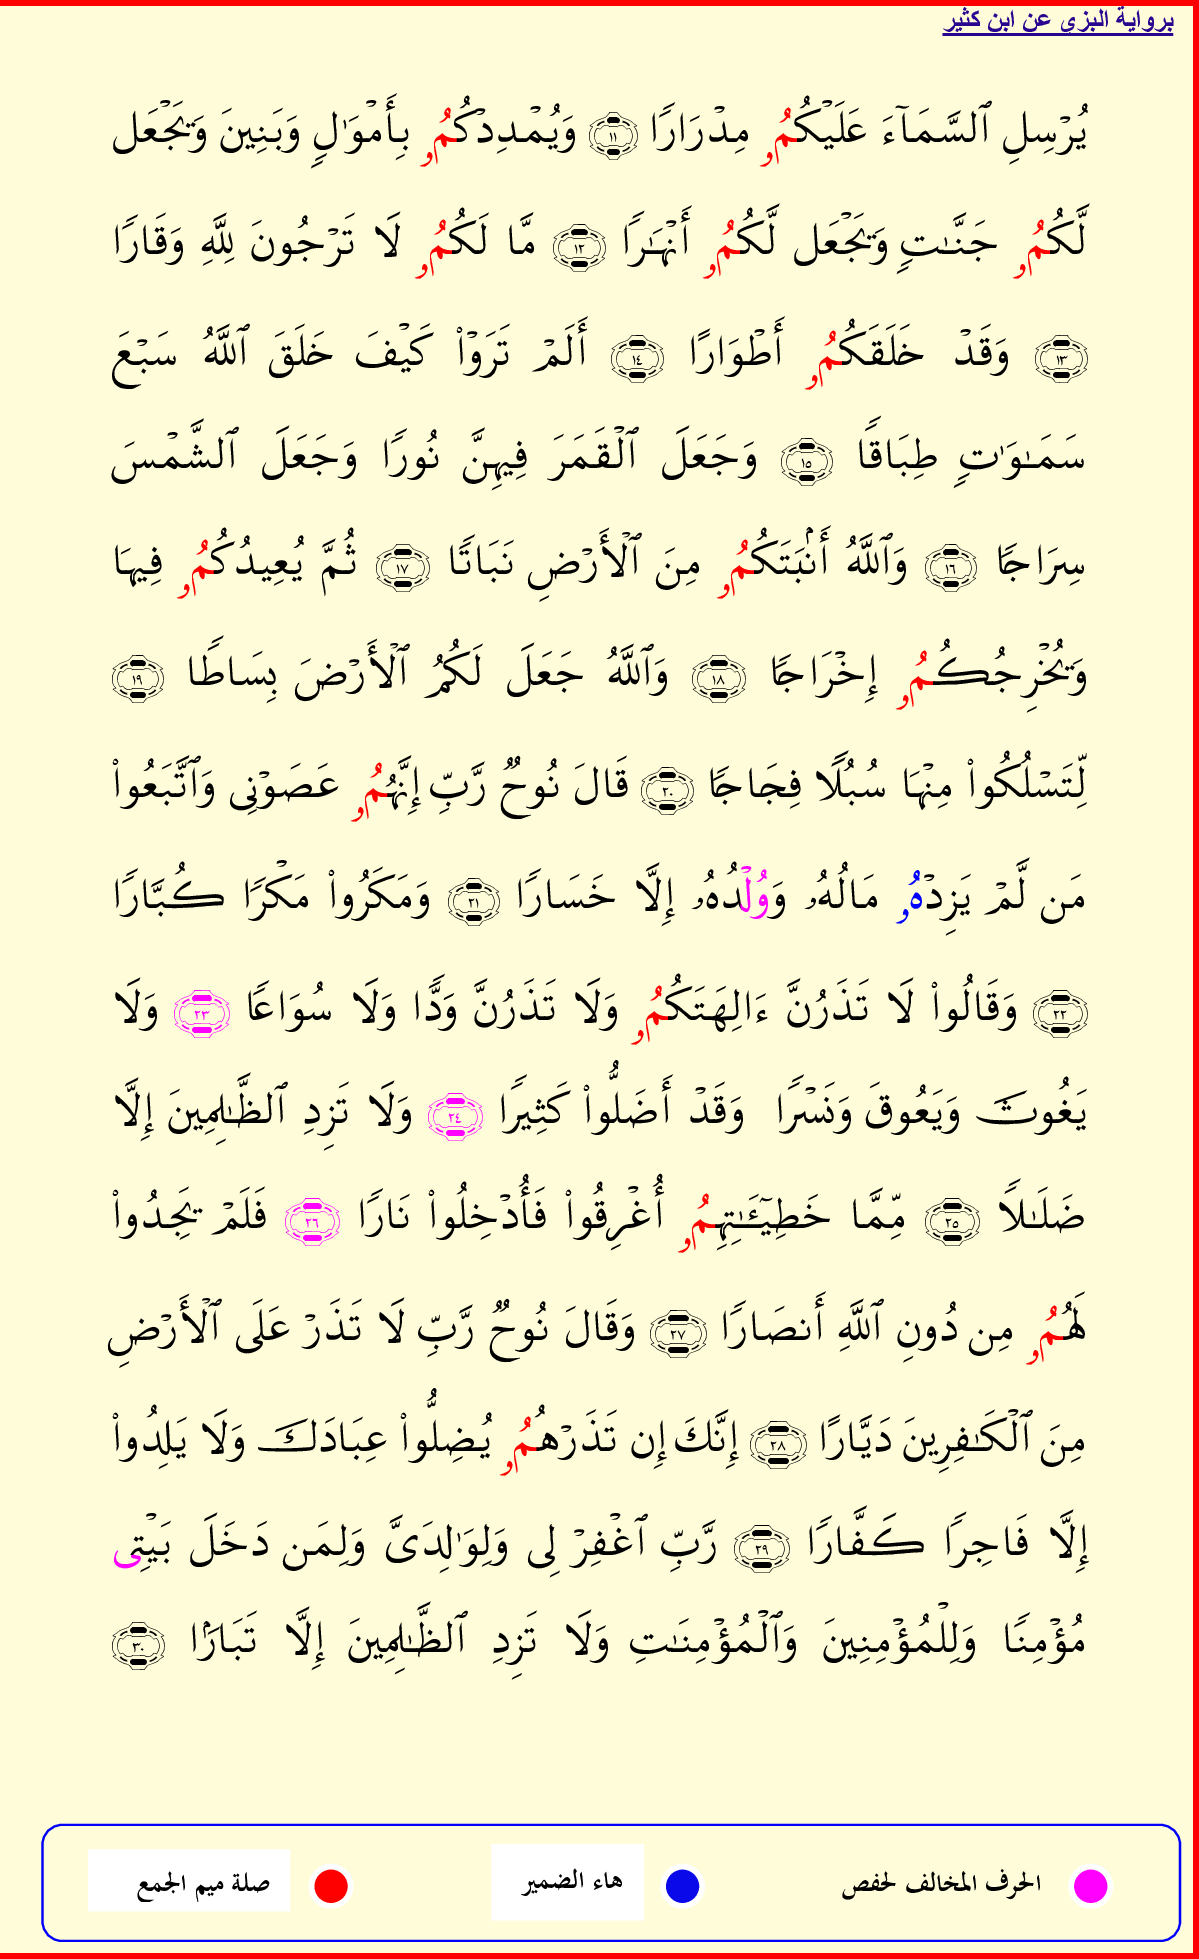 برواية البزى عن ابن كثير
يُرْسِلِ ٱلسَّمَآءَ عَلَيْكُمُۥ مِدْرَارًا ١١ وَيُمْدِدْكُمُۥ بِأَمْوَٰلٍ وَبَنِينَ وَيَجْعَل
لَّكُمُۥ جَنَّـٰتٍ وَيَجْعَل لَّكُمُۥ أَنْهَـٰرًا ١٢ مَّا لَكُمُۥ لَا تَرْجُونَ لِلَّهِ وَقَارًا
١٣ وَقَدْ خَلَقَكُمُۥ أَطْوَارًا ١٤ أَلَمْ تَرَوْا۟ كَيْفَ خَلَقَ ٱللَّهُ سَبْعَ
سَمَـٰوَٰتٍ طِبَاقًا ١٥ وَجَعَلَ ٱلْقَمَرَ فِيهِنَّ نُورًا وَجَعَلَ ٱلشَّمْسَ
سِرَاجًا ١٦ وَٱللَّهُ أَنۢبَتَكُمُۥ مِنَ ٱلْأَرْضِ نَبَاتًا ١٧ ثُمَّ يُعِيدُكُمُۥ فِيهَا
وَيُخْرِجُكُمُۥ إِخْرَاجًا ١٨ وَٱللَّهُ جَعَلَ لَكُمُ ٱلْأَرْضَ بِسَاطًا ١٩
لِّتَسْلُكُوا۟ مِنْهَا سُبُلًا فِجَاجًا ٢٠ قَالَ نُوحٌ رَّبِّ إِنَّهُمُۥ عَصَوْنِى وَٱتَّبَعُوا۟
مَن لَّمْ يَزِدْهُۥ مَالُهُۥ وَوُلْدُهُۥ إِلَّا خَسَارًا ٢١ وَمَكَرُوا۟ مَكْرًا كُبَّارًا
٢٢ وَقَالُوا۟ لَا تَذَرُنَّ ءَالِهَتَكُمُۥ وَلَا تَذَرُنَّ وَدًّا وَلَا سُوَاعًا ٢٣ وَلَا
يَغُوثَ وَيَعُوقَ وَنَسْرًا وَقَدْ أَضَلُّوا۟ كَثِيرًا ٢٤ وَلَا تَزِدِ ٱلظَّـٰلِمِينَ إِلَّا
ضَلَـٰلًا ٢٥ مِّمَّا خَطِيٓـَٔـٰتِهِمُۥ أُغْرِقُوا۟ فَأُدْخِلُوا۟ نَارًا ٢٦ فَلَمْ يَجِدُوا۟
لَهُمُۥ مِن دُونِ ٱللَّهِ أَنصَارًا ٢٧ وَقَالَ نُوحٌ رَّبِّ لَا تَذَرْ عَلَى ٱلْأَرْضِ
مِنَ ٱلْكَـٰفِرِينَ دَيَّارًا ٢٨ إِنَّكَ إِن تَذَرْهُمُۥ يُضِلُّوا۟ عِبَادَكَ وَلَا يَلِدُوا۟
إِلَّا فَاجِرًا كَفَّارًا ٢٩ رَّبِّ ٱغْفِرْ لِى وَلِوَٰلِدَىَّ وَلِمَن دَخَلَ بَيْتِى
مُؤْمِنًا وَلِلْمُؤْمِنِينَ وَٱلْمُؤْمِنَـٰتِ وَلَا تَزِدِ ٱلظَّـٰلِمِينَ إِلَّا تَبَارًۢا ٣٠
الحرف المخالف لحفص هاء الضمير صلة ميم الجمع